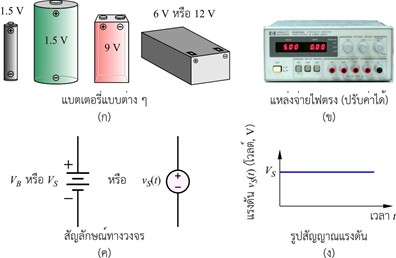 1.5 V
1.5 V
9 V
6 V หรือ 12 V
แบตเตอรี่แบบต่าง ๆ
(ก)
5.00 0.00
แหล่งจ่ายไฟตรง (ปรับค่าได้)
(ข)
V_B หรือ V_S
+
−
หรือ
v_S(t)
+
−
สัญลักษณ์ทางวงจร
(ค)
แรงดัน v_S(t) (โวลต์, V)
V_S
เวลา t
รูปสัญญาณแรงดัน
(ง)